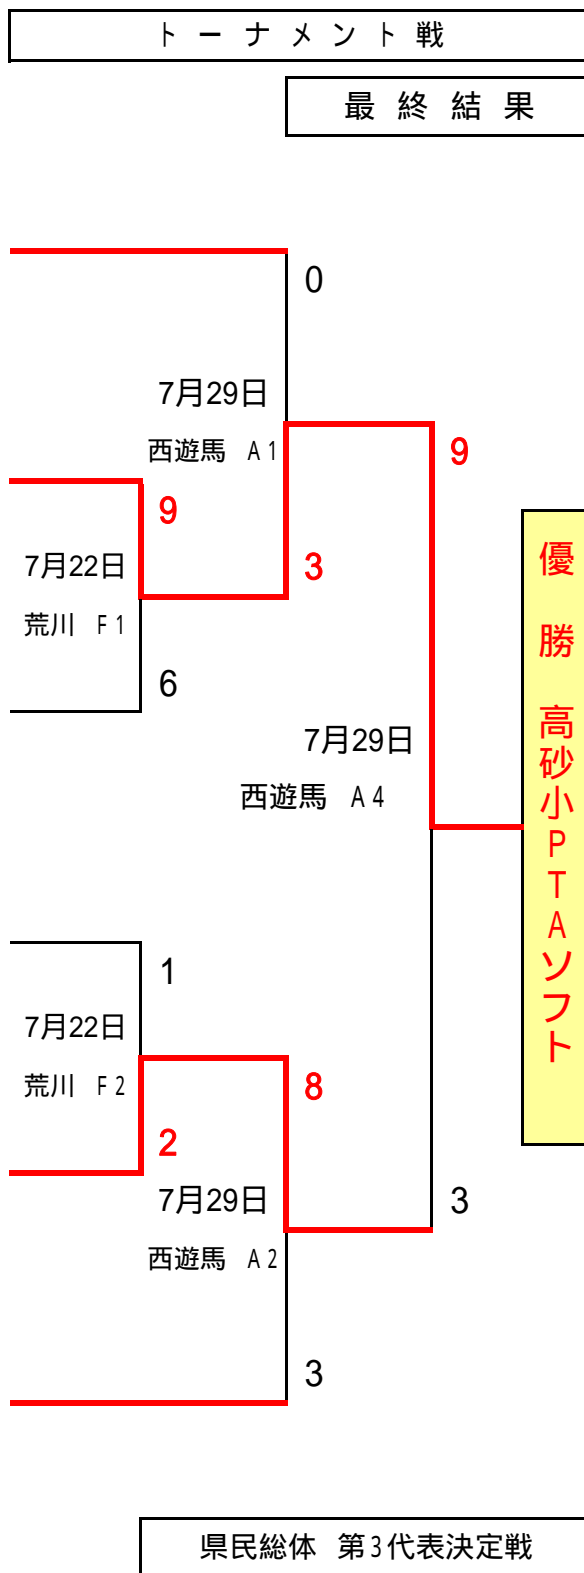 トーナメント戦
最終結果
0
7月29日
西遊馬 A1
9
9
3
7月22日
荒川 F1
6
7月29日
西遊馬 A4
優勝 高砂小PTAソフト
1
7月22日
荒川 F2
8
2
7月29日
西遊馬 A2
3
3
県民総体 第3代表決定戦